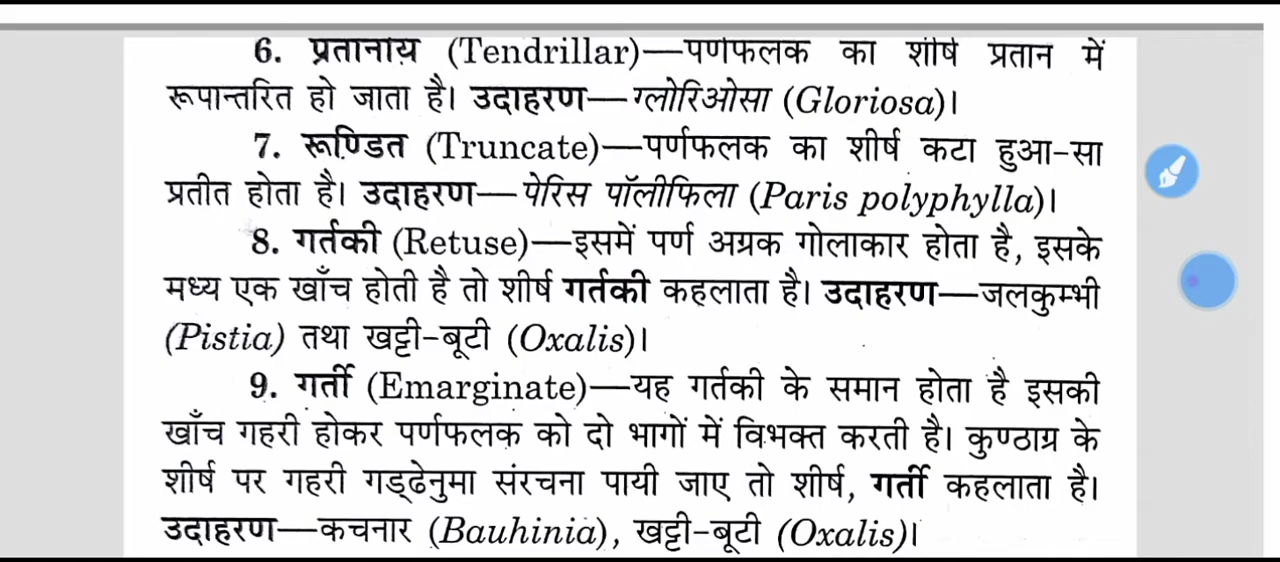 6. प्रतानीय (Tendrillar)—पर्णफलक का शीर्ष प्रतान में
रूपान्तरित हो जाता है। उदाहरण—ग्लोरिओसा (Gloriosa)।
7. रूण्डित (Truncate)—पर्णफलक का शीर्ष कटा हुआ-सा
प्रतीत होता है। उदाहरण—पेरिस पॉलीफिला (Paris polyphylla)।
8. गर्तकी (Retuse)—इसमें पर्ण अग्रक गोलाकार होता है, इसके
मध्य एक खाँच होती है तो शीर्ष गर्तकी कहलाता है। उदाहरण—जलकुम्भी
(Pistia) तथा खट्टी-बूटी (Oxalis)।
9. गर्ती (Emarginate)—यह गर्तकी के समान होता है इसकी
खाँच गहरी होकर पर्णफलक को दो भागों में विभक्त करती है। कुण्ठाग्र के
शीर्ष पर गहरी गड्ढेनुमा संरचना पायी जाए तो शीर्ष, गर्ती कहलाता है।
उदाहरण—कचनार (Bauhinia), खट्टी-बूटी (Oxalis)।